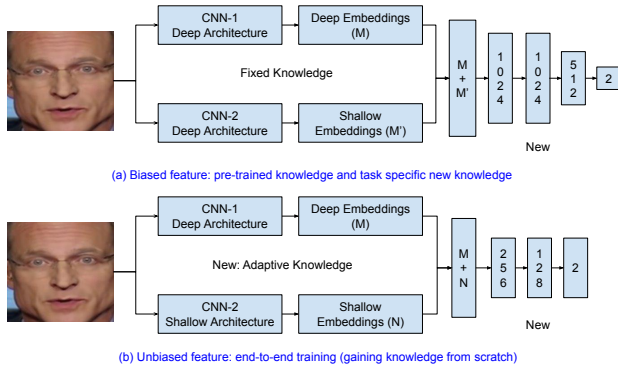 CNN-1
Deep Architecture
Deep Embeddings
(M)
Fixed Knowledge
CNN-2
Deep Architecture
Shallow
Embeddings (M')
M
+
M'
1
0
2
4
1
0
2
4
5
1
2
2
New
(a) Biased feature: pre-trained knowledge and task specific new knowledge
CNN-1
Deep Architecture
Deep Embeddings
(M)
New: Adaptive Knowledge
CNN-2
Shallow Architecture
Shallow
Embeddings (N)
M
+
N
2
5
6
1
2
8
2
New
(b) Unbiased feature: end-to-end training (gaining knowledge from scratch)